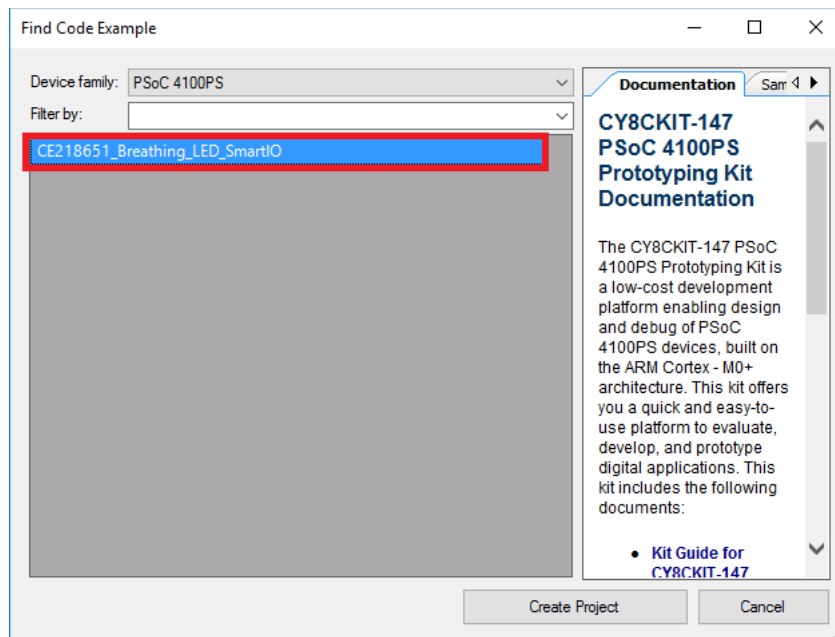 Find Code Example
Device family: PSoC 4100PS
Filter by:
CE218651_Breathing_LED_SmartIO
Documentation
Sam
CY8CKIT-147
PSoC 4100PS
Prototyping Kit
Documentation
The CY8CKIT-147 PSoC
4100PS Prototyping Kit is
a low-cost development
platform enabling design
and debug of PSoC
4100PS devices, built on
the ARM Cortex - M0+
architecture. This kit offers
you a quick and easy-to-
use platform to evaluate,
develop, and prototype
digital applications. This
kit includes the following
documents:
• Kit Guide for
CY8CKIT-147
Create Project
Cancel